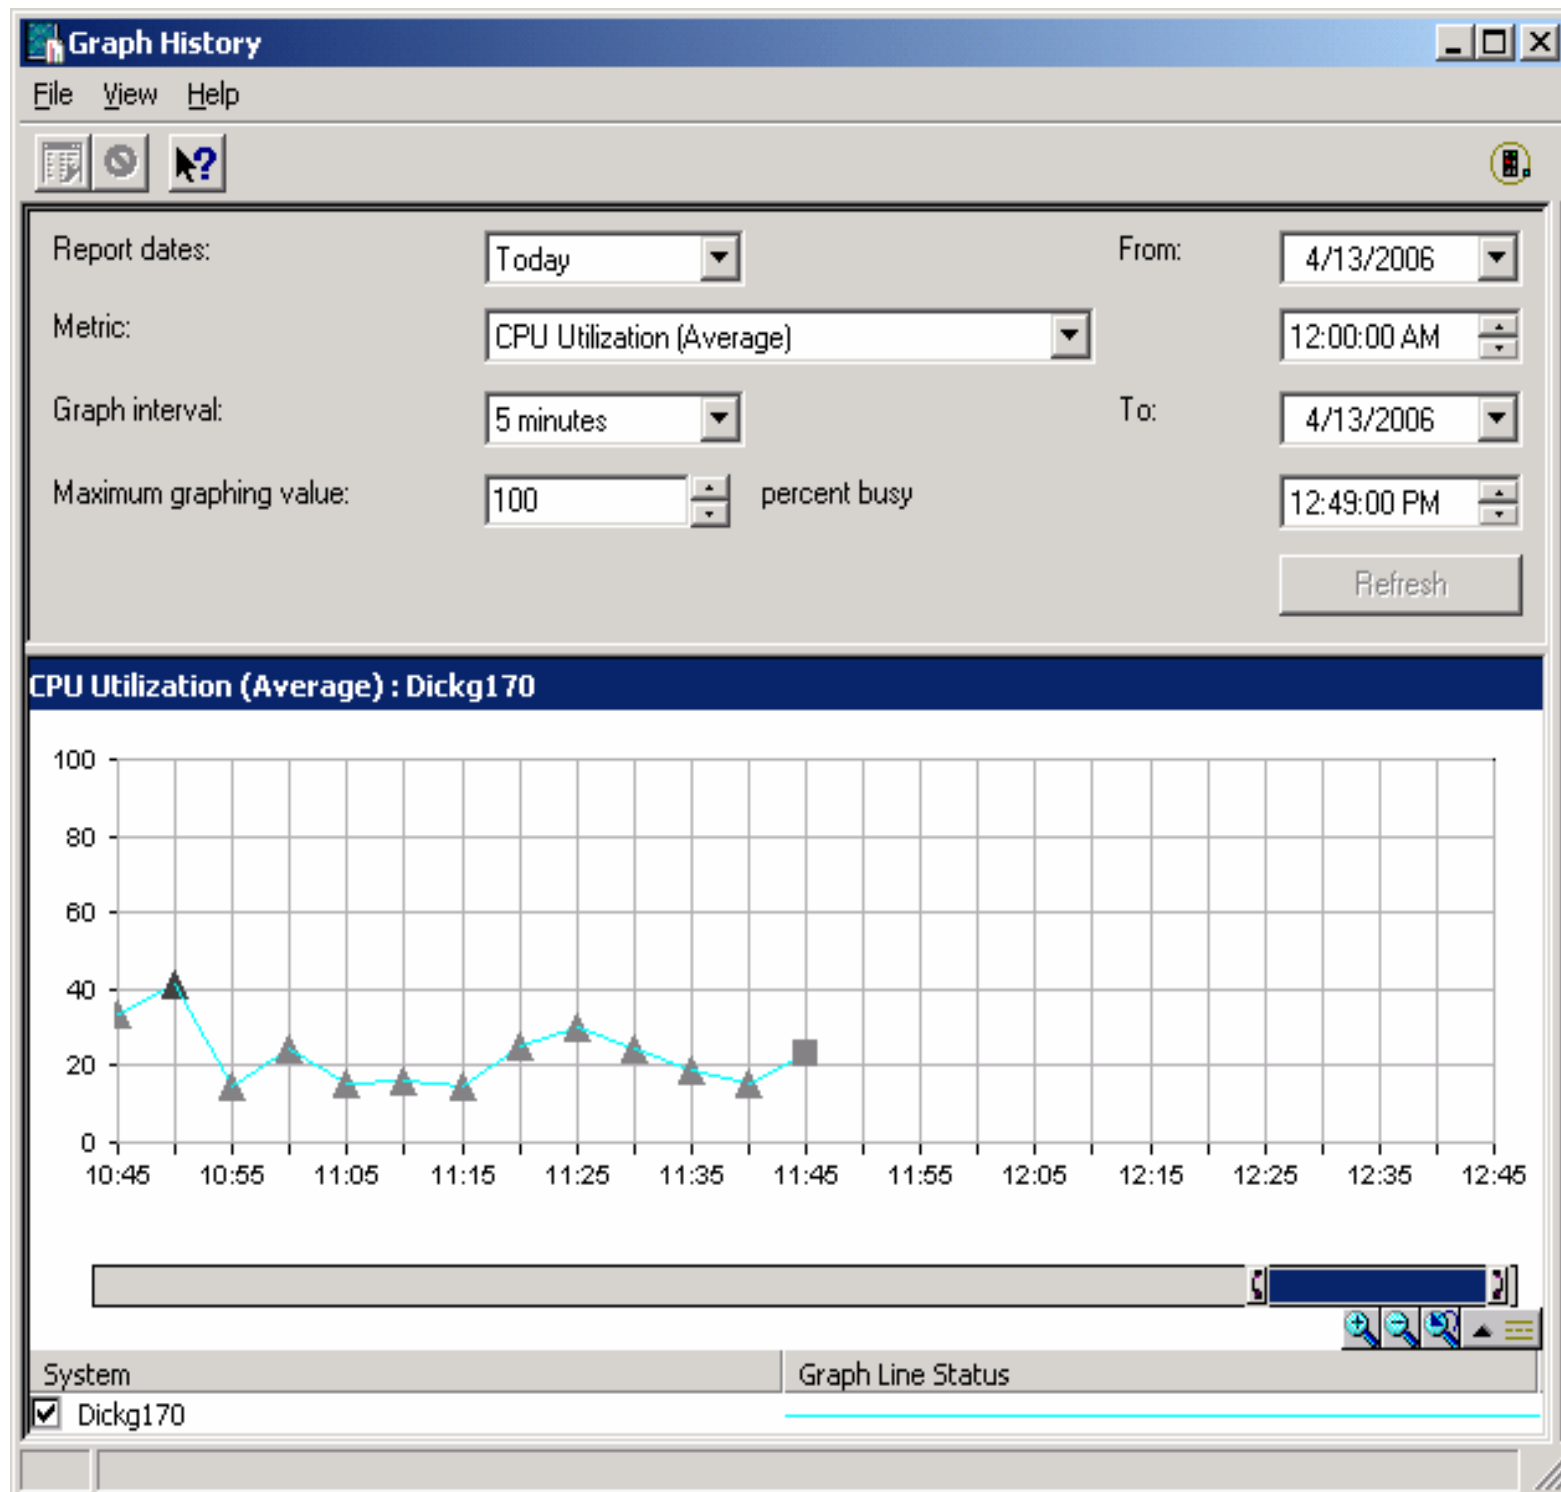 Graph History
File View Help
Report dates: Today From: 4/13/2006
Metric: CPU Utilization (Average) 12:00:00 AM
Graph interval: 5 minutes To: 4/13/2006
Maximum graphing value: 100 percent busy 12:49:00 PM
Refresh
CPU Utilization (Average) : Dickg170
100
80
60
40
20
0
10:45 10:55 11:05 11:15 11:25 11:35 11:45 11:55 12:05 12:15 12:25 12:35 12:45
System Graph Line Status
Dickg170